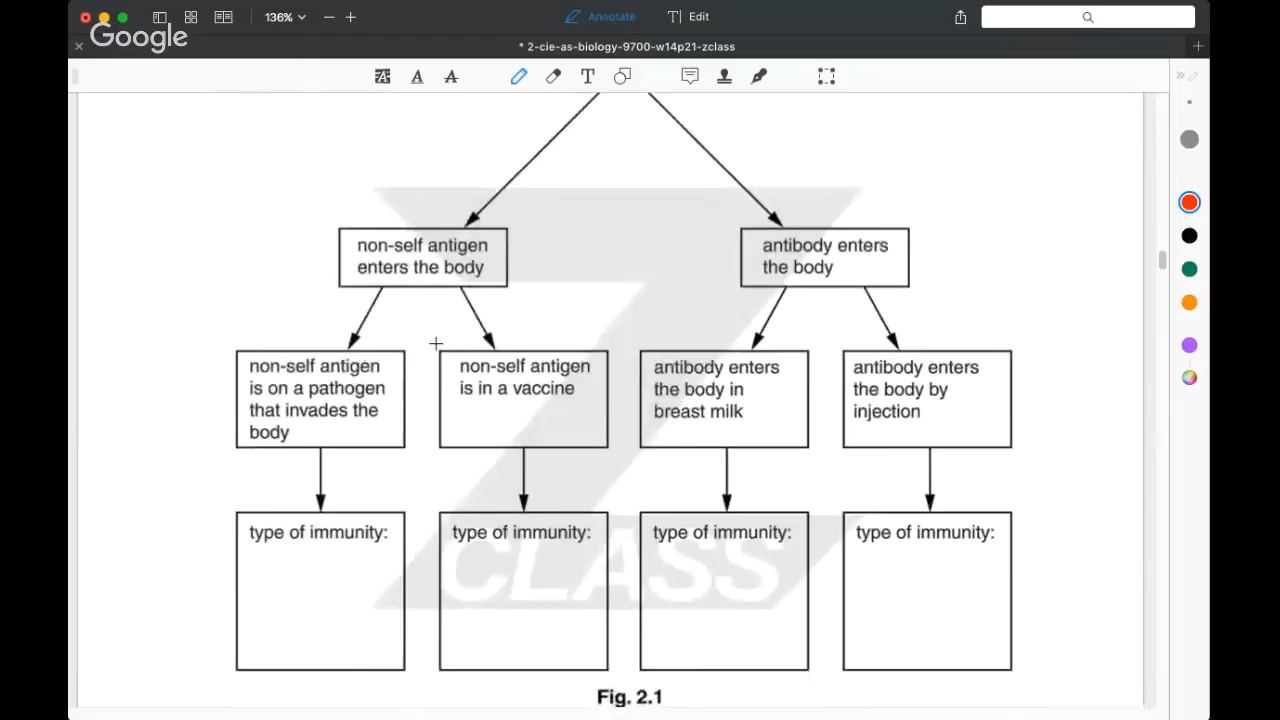 136%
Annotate
Edit
Google
* 2-cie-as-biology-9700-w14p21-zclass
non-self antigen
enters the body
antibody enters
the body
non-self antigen
is on a pathogen
that invades the
body
non-self antigen
is in a vaccine
antibody enters
the body in
breast milk
antibody enters
the body by
injection
type of immunity:
type of immunity:
type of immunity:
type of immunity:
Z
CLASS
Fig. 2.1